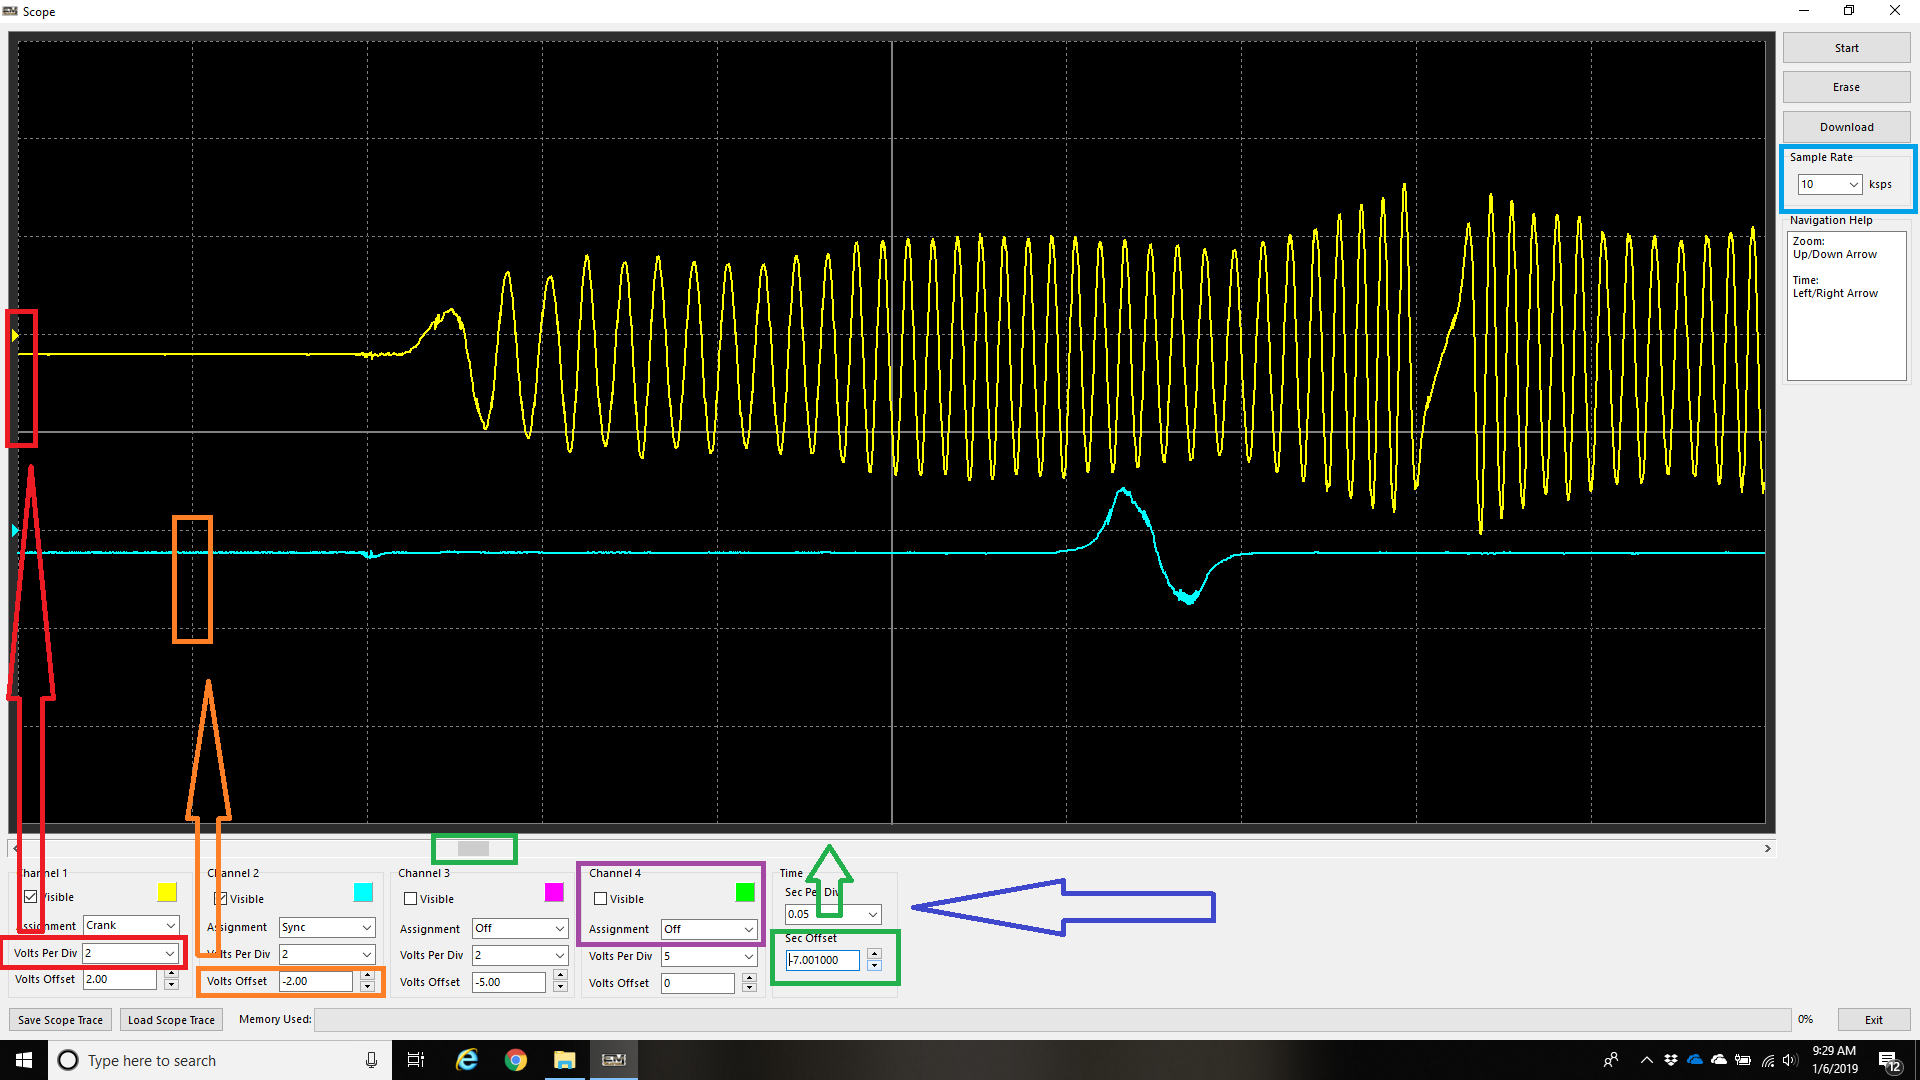 Scope
Start
Erase
Download
Sample Rate
10 ksps
Navigation Help
Zoom:
Up/Down Arrow
Time:
Left/Right Arrow
Channel 1
Visible
Assignment Crank
Volts Per Div 2
Volts Offset 2.00
Channel 2
Visible
Assignment Sync
Volts Per Div 2
Volts Offset -2.00
Channel 3
Visible
Assignment Off
Volts Per Div 2
Volts Offset -5.00
Channel 4
Visible
Assignment Off
Volts Per Div 5
Volts Offset 0
Time
Sec Per Div
0.05
Sec Offset
-7.001000
Save Scope Trace Load Scope Trace Memory Used: 0% Exit
Type here to search
9:29 AM
1/6/2019
12